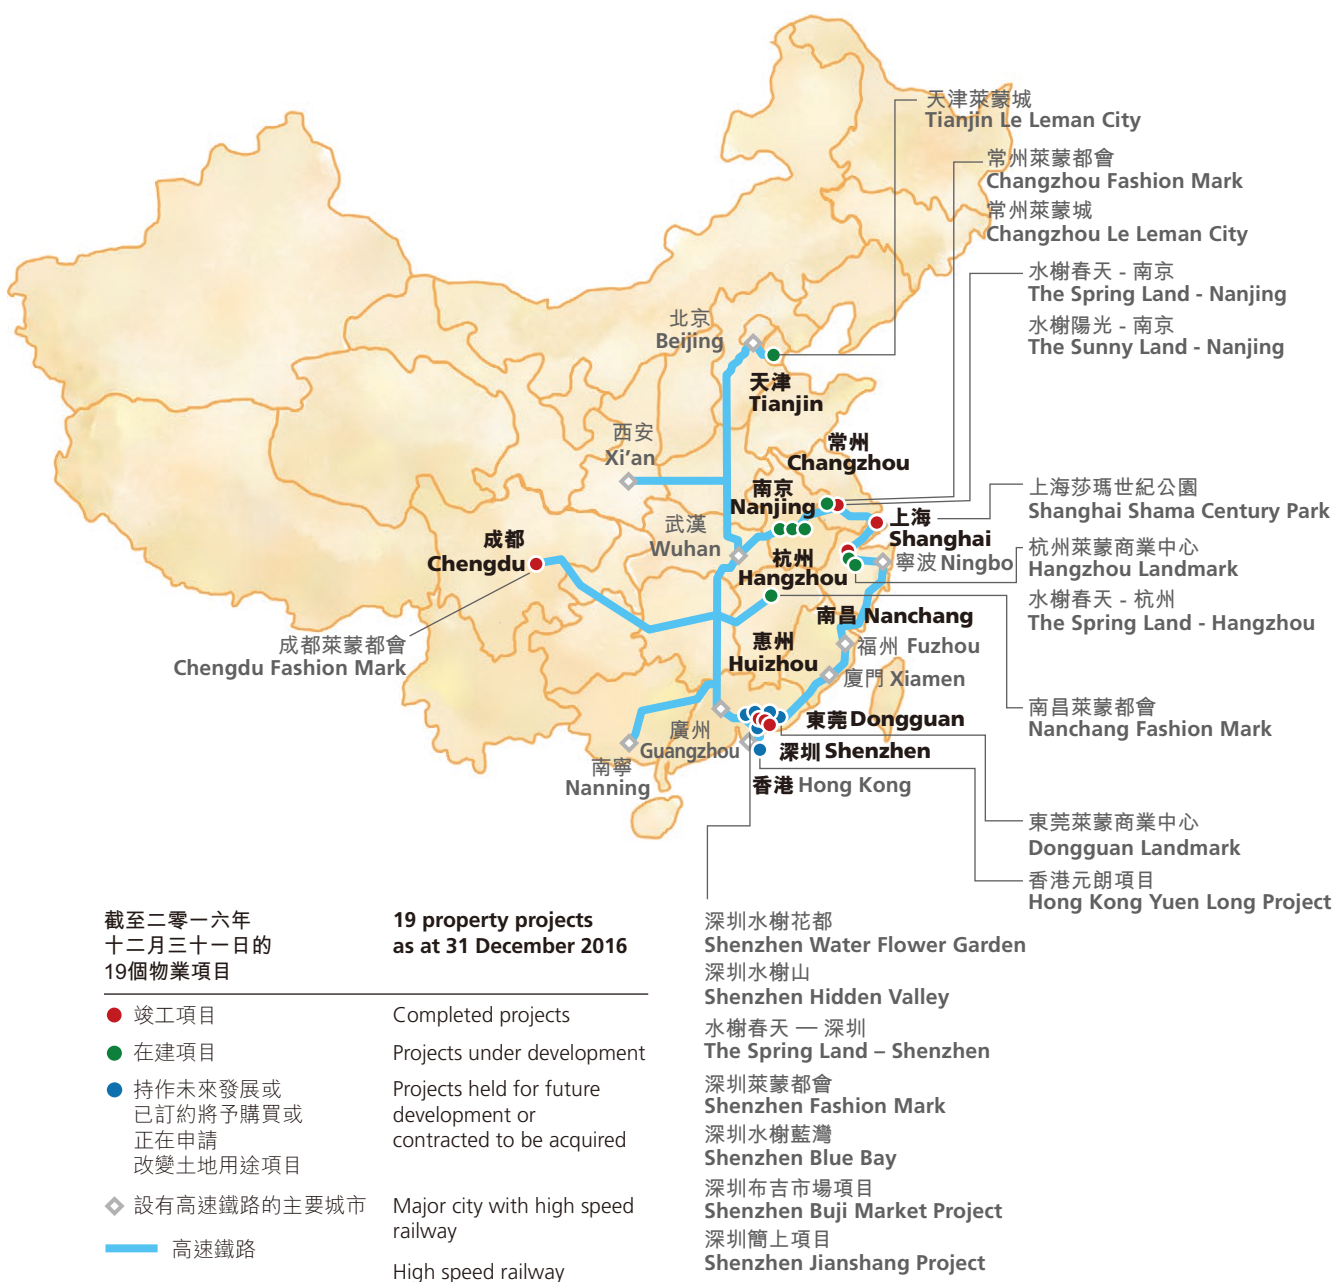 天津萊蒙城
Tianjin Le Leman City
常州萊蒙都會
Changzhou Fashion Mark
常州萊蒙城
Changzhou Le Leman City
水榭春天 - 南京
The Spring Land - Nanjing
水榭陽光 - 南京
The Sunny Land - Nanjing
北京
Beijing
天津
Tianjin
西安
Xi'an
常州
Changzhou
南京
Nanjing
上海莎瑪世紀公園
Shanghai Shama Century Park
武漢
Wuhan
上海
Shanghai
成都
Chengdu
杭州
Hangzhou
寧波 Ningbo
杭州萊蒙商業中心
Hangzhou Landmark
水榭春天 - 杭州
The Spring Land - Hangzhou
南昌 Nanchang
成都萊蒙都會
Chengdu Fashion Mark
惠州
Huizhou
福州 Fuzhou
廈門 Xiamen
南昌萊蒙都會
Nanchang Fashion Mark
東莞 Dongguan
廣州
Guangzhou
深圳 Shenzhen
南寧
Nanning
香港 Hong Kong
東莞萊蒙商業中心
Dongguan Landmark
香港元朗項目
Hong Kong Yuen Long Project
截至二零一六年
十二月三十一日的
19個物業項目
19 property projects
as at 31 December 2016
竣工項目
Completed projects
在建項目
Projects under development
持作未來發展或
已訂約將予購買或
正在申請
改變土地用途項目
Projects held for future
development or
contracted to be acquired
設有高速鐵路的主要城市
Major city with high speed
railway
高速鐵路
High speed railway
深圳水榭花都
Shenzhen Water Flower Garden
深圳水榭山
Shenzhen Hidden Valley
水榭春天 — 深圳
The Spring Land – Shenzhen
深圳萊蒙都會
Shenzhen Fashion Mark
深圳水榭藍灣
Shenzhen Blue Bay
深圳布吉市場項目
Shenzhen Buji Market Project
深圳簡上項目
Shenzhen Jianshang Project